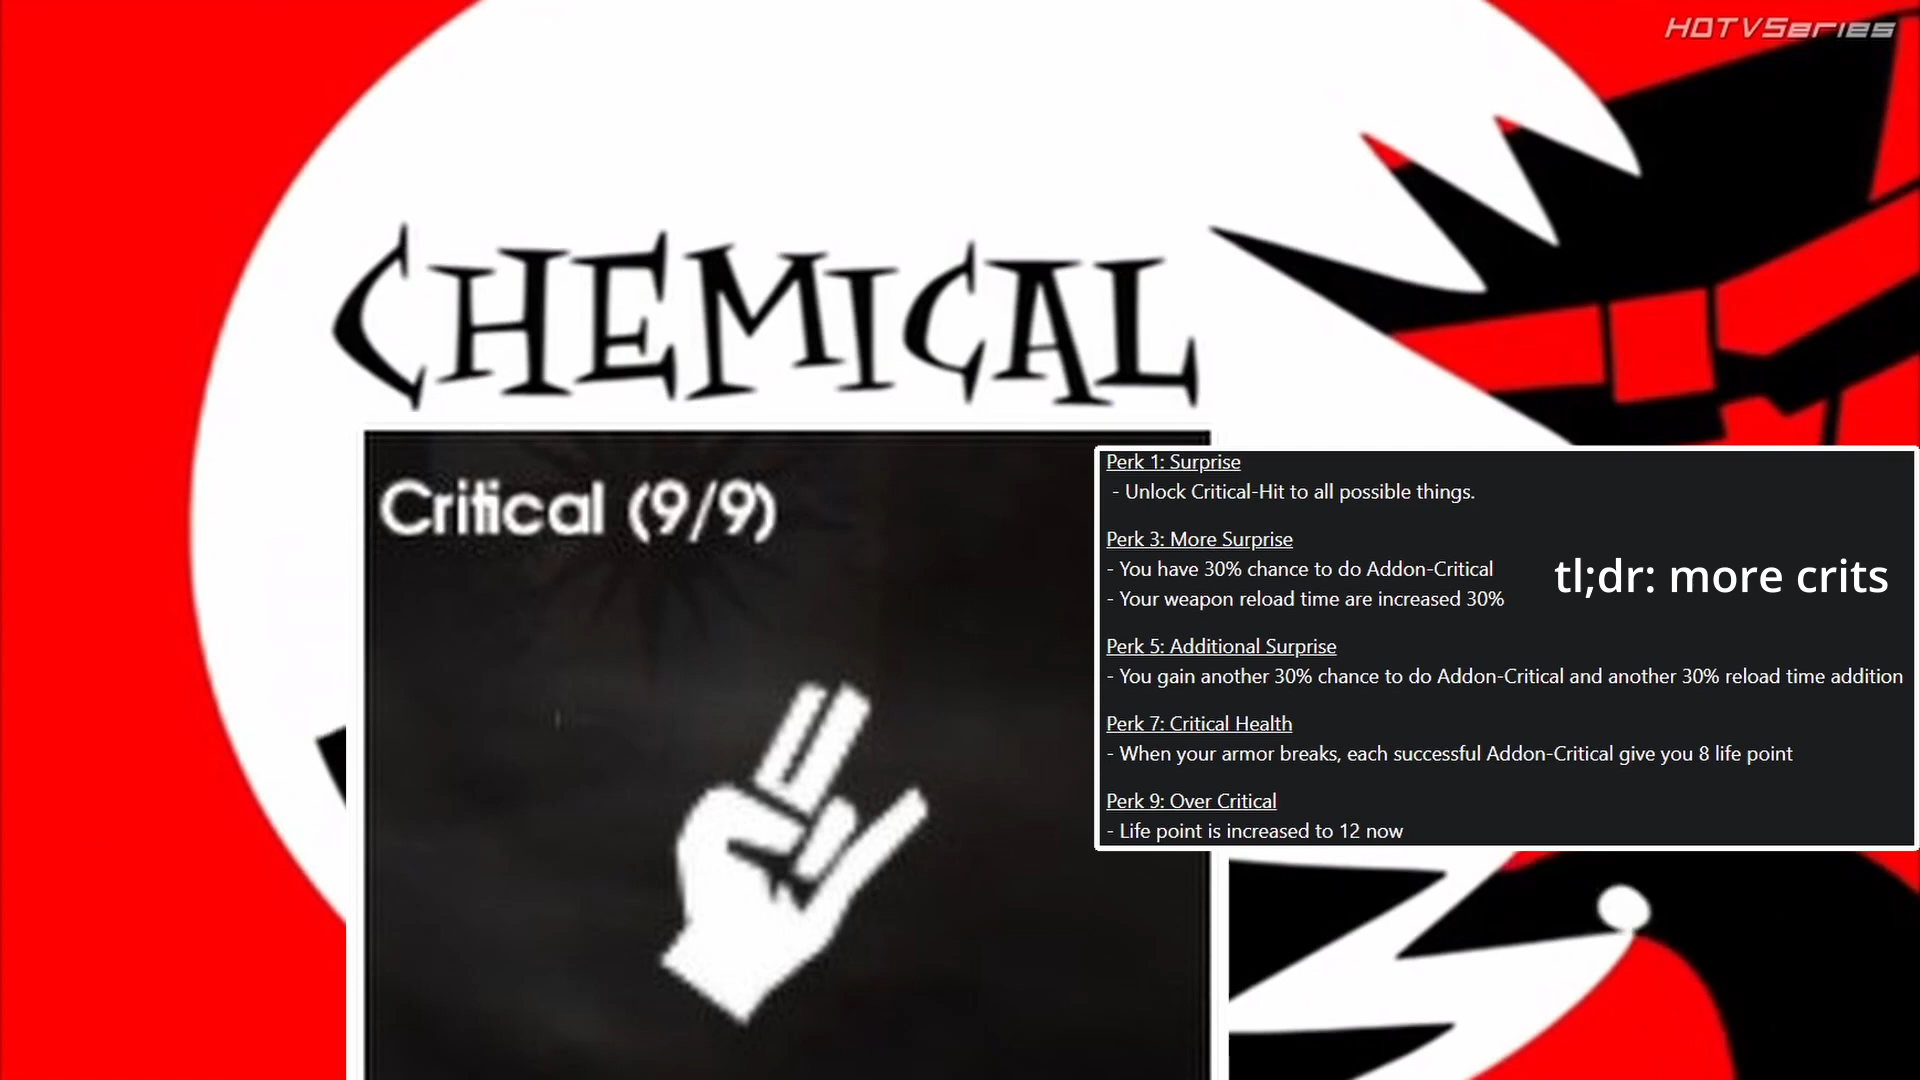 HDTVSeries
CHEMICAL
Critical (9/9)
Perk 1: Surprise
- Unlock Critical-Hit to all possible things.
Perk 3: More Surprise
- You have 30% chance to do Addon-Critical
- Your weapon reload time are increased 30%
tl;dr: more crits
Perk 5: Additional Surprise
- You gain another 30% chance to do Addon-Critical and another 30% reload time addition
Perk 7: Critical Health
- When your armor breaks, each successful Addon-Critical give you 8 life point
Perk 9: Over Critical
- Life point is increased to 12 now